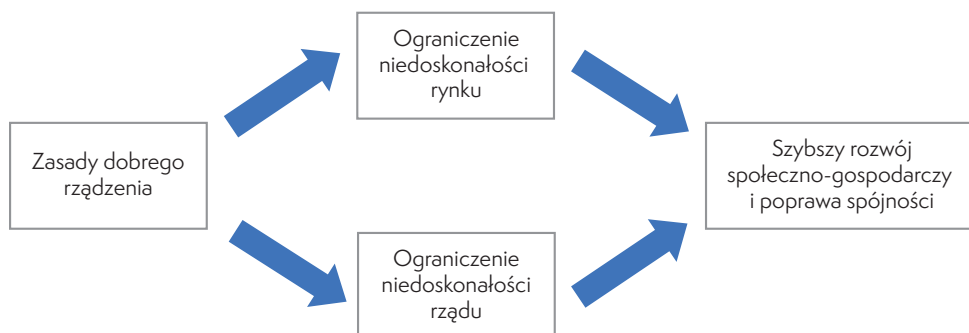 Ograniczenie
niedoskonałości
rynku
Zasady dobrego
rządzenia
Szybszy rozwój
społeczno-gospodarczy
i poprawa spójności
Ograniczenie
niedoskonałości
rządu